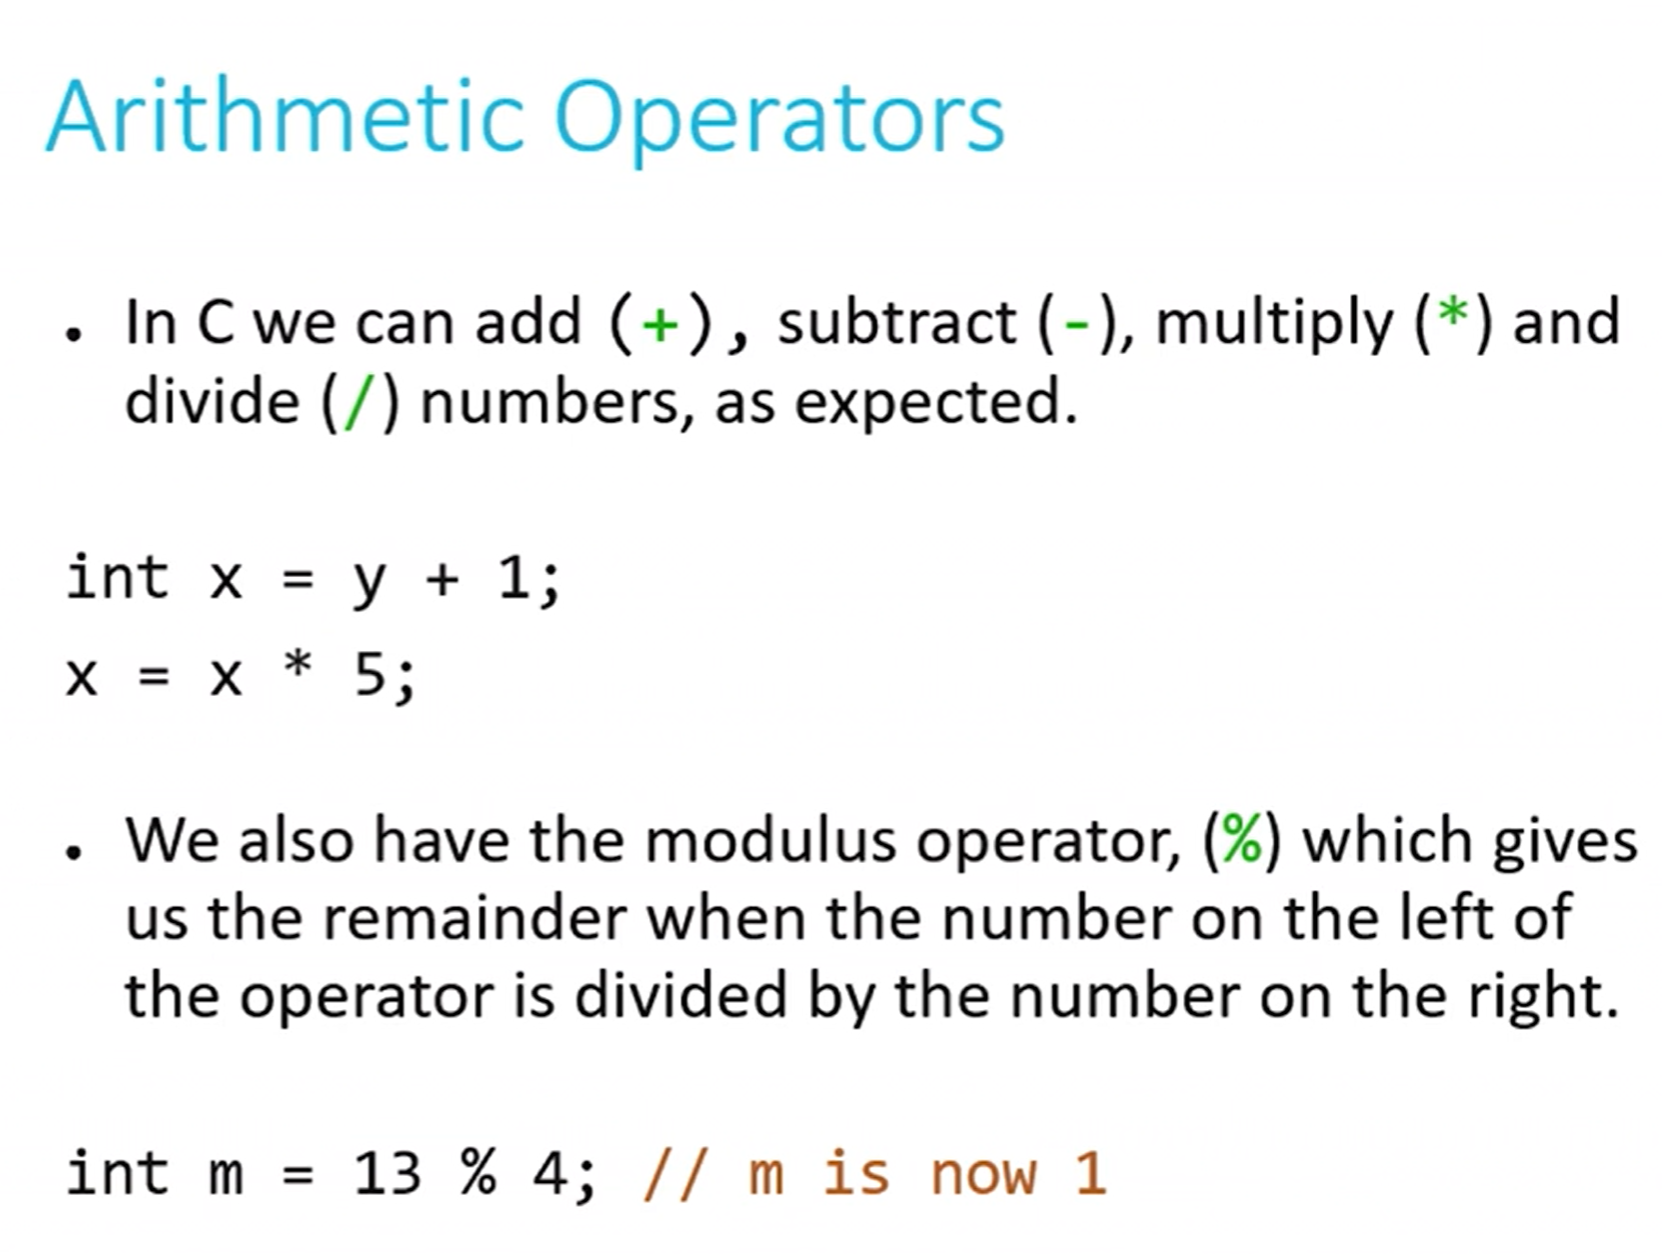 Arithmetic Operators
• In C we can add (+), subtract (-), multiply (*) and
divide (/) numbers, as expected.
int x = y + 1;
x = x * 5;
• We also have the modulus operator, (%) which gives
us the remainder when the number on the left of
the operator is divided by the number on the right.
int m = 13 % 4; // m is now 1